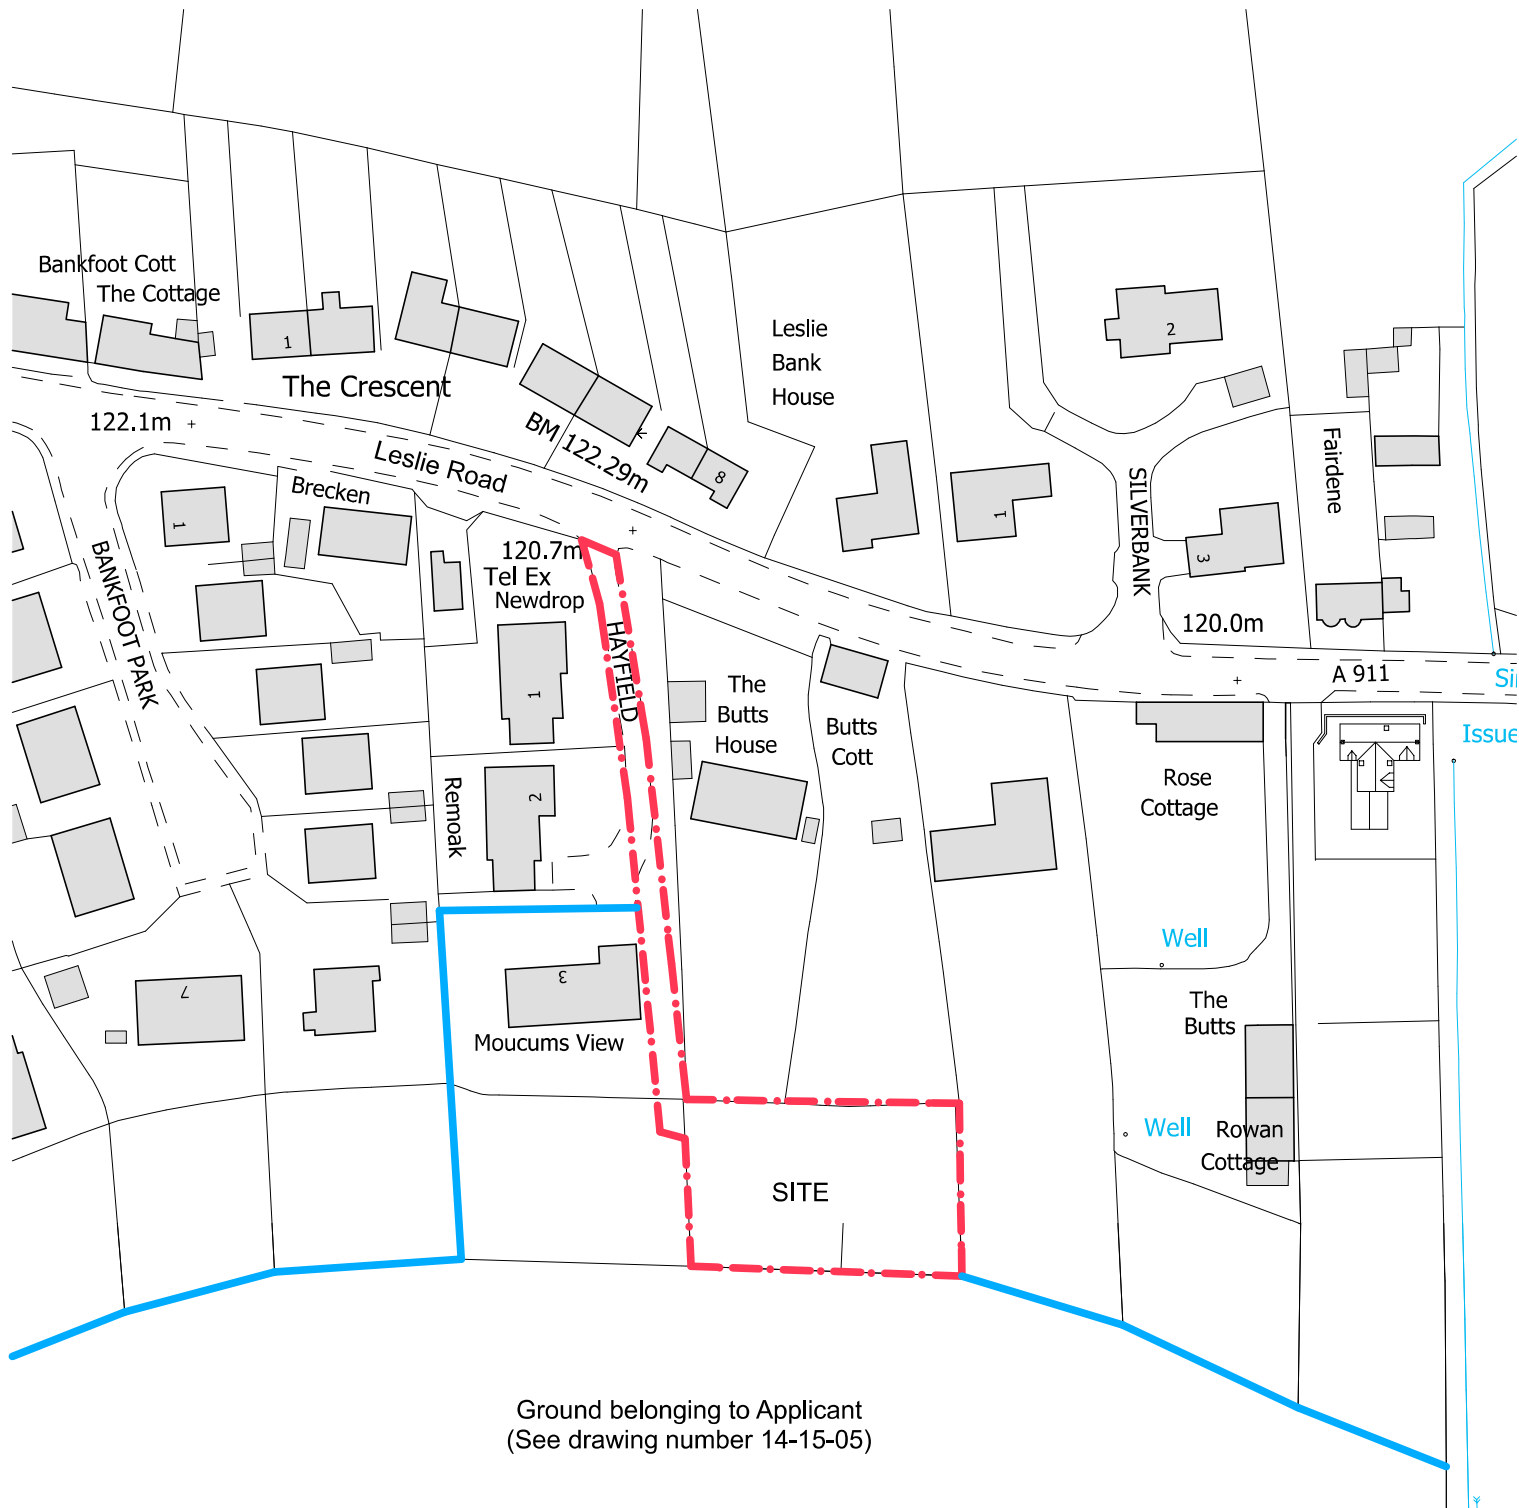 Bankfoot Cott
The Cottage
1
The Crescent
122.1m
Leslie Road
BM 122.29m
8
Leslie
Bank
House
2
1
SILVERBANK
3
Fairdene
120.0m
A 911
1
Brecken
BANKFOOT PARK
120.7m
Tel Ex
Newdrop
HAYFIELD
1
2
Remoak
The
Butts
House
Butts
Cott
Rose
Cottage
Issue
Well
The
Butts
Well
Rowan
Cottage
7
3
Moucums View
SITE
Ground belonging to Applicant
(See drawing number 14-15-05)